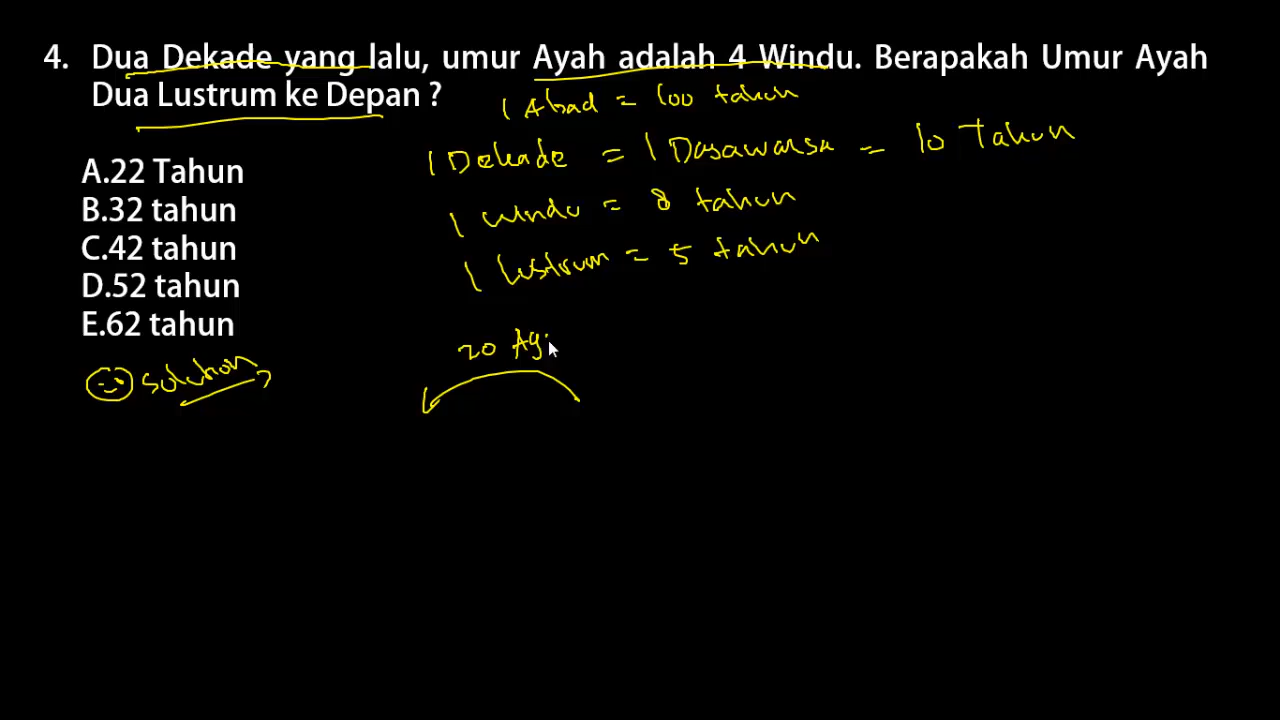 4. Dua Dekade yang lalu, umur Ayah adalah 4 Windu. Berapakah Umur Ayah
Dua Lustrum ke Depan ?
1 Abad = 100 tahun
1 Dekade = 1 Dasawarsa = 10 Tahun
A.22 Tahun
B.32 tahun
1 windu = 8 tahun
C.42 tahun
1 lustrum = 5 tahun
D.52 tahun
E.62 tahun
20 Ag
solution